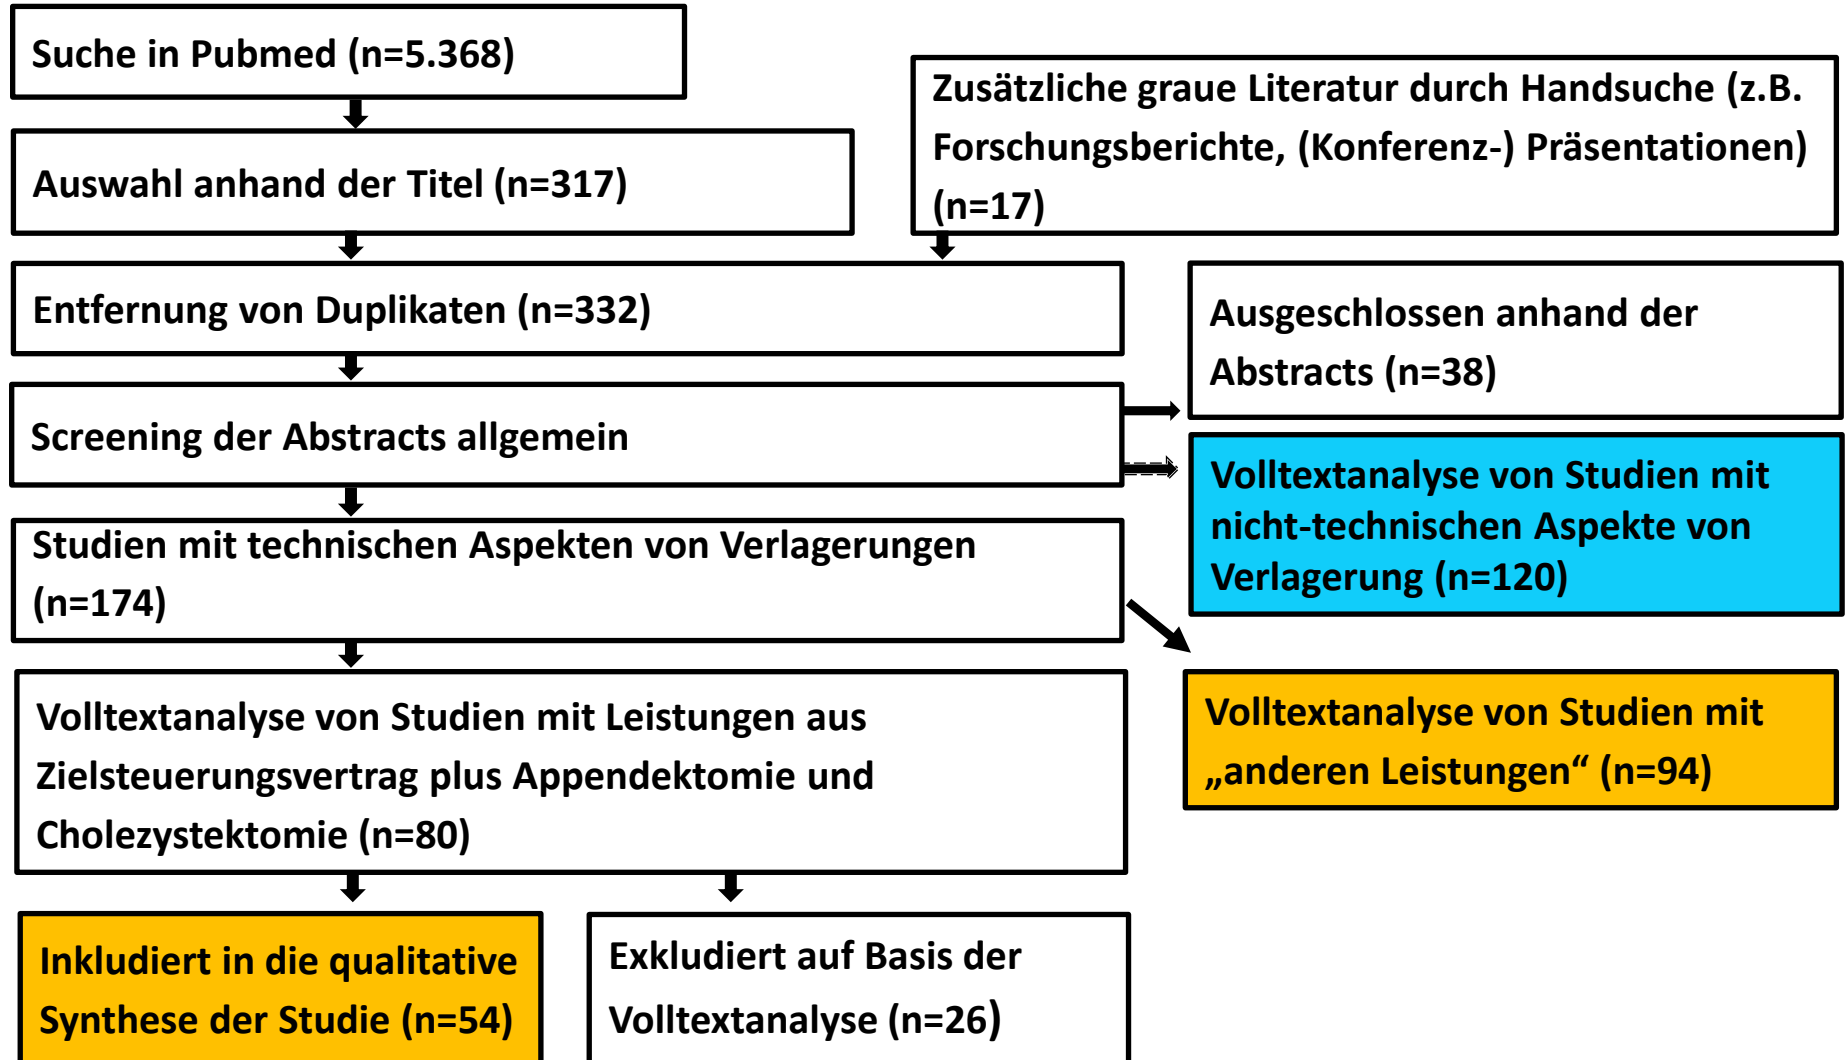 Suche in Pubmed (n=5.368)
Zusätzliche graue Literatur durch Handsuche (z.B.
Forschungsberichte, (Konferenz-) Präsentationen)
(n=17)
Auswahl anhand der Titel (n=317)
Entfernung von Duplikaten (n=332)
Ausgeschlossen anhand der
Abstracts (n=38)
Screening der Abstracts allgemein
Volltextanalyse von Studien mit
nicht-technischen Aspekte von
Verlagerung (n=120)
Studien mit technischen Aspekten von Verlagerungen
(n=174)
Volltextanalyse von Studien mit Leistungen aus
Zielsteuerungsvertrag plus Appendektomie und
Cholezystektomie (n=80)
Volltextanalyse von Studien mit
„anderen Leistungen“ (n=94)
Inkludiert in die qualitative
Synthese der Studie (n=54)
Exkludiert auf Basis der
Volltextanalyse (n=26)